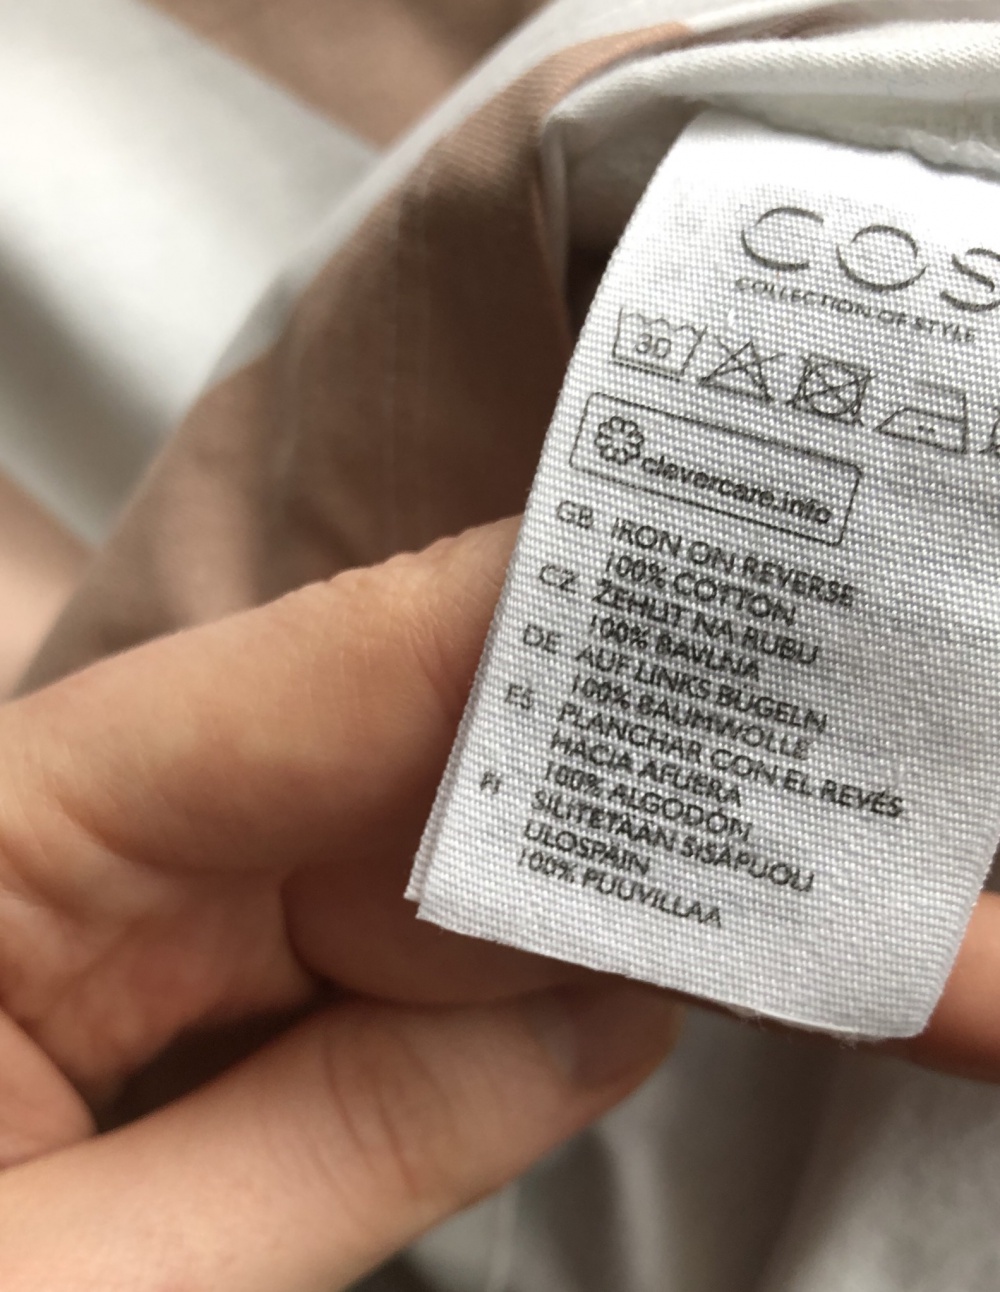 COS
COLLECTION OF STYLE
30
clevercare.info
GB IRON ON REVERSE
100% COTTON
CZ ŽEHLIT NA RUBU
100% BAVLNA
DE AUF LINKS BÜGELN
100% BAUMWOLLE
ES PLANCHAR CON EL REVÉS
HACIA AFUERA
100% ALGODÓN
FI SILITETÄÄN SISÄPUOLI
ULOSPÄIN
100% PUUVILLAA